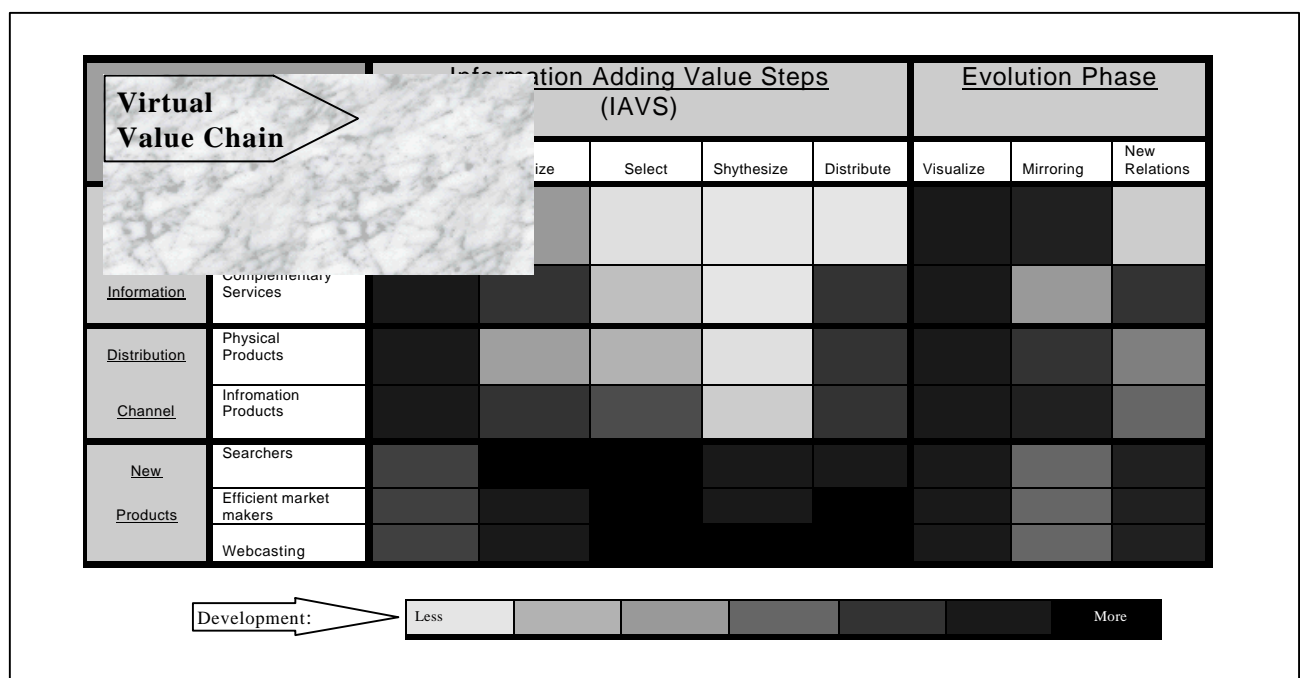 Virtual
Value Chain
Information Adding Value Steps
(IAVS)
Evolution Phase
ize
Select
Shythesize
Distribute
Visualize
Mirroring
New
Relations
Information
Complementary
Services
Distribution
Channel
Physical
Products
Infromation
Products
New
Products
Searchers
Efficient market
makers
Webcasting
Development:
Less
More